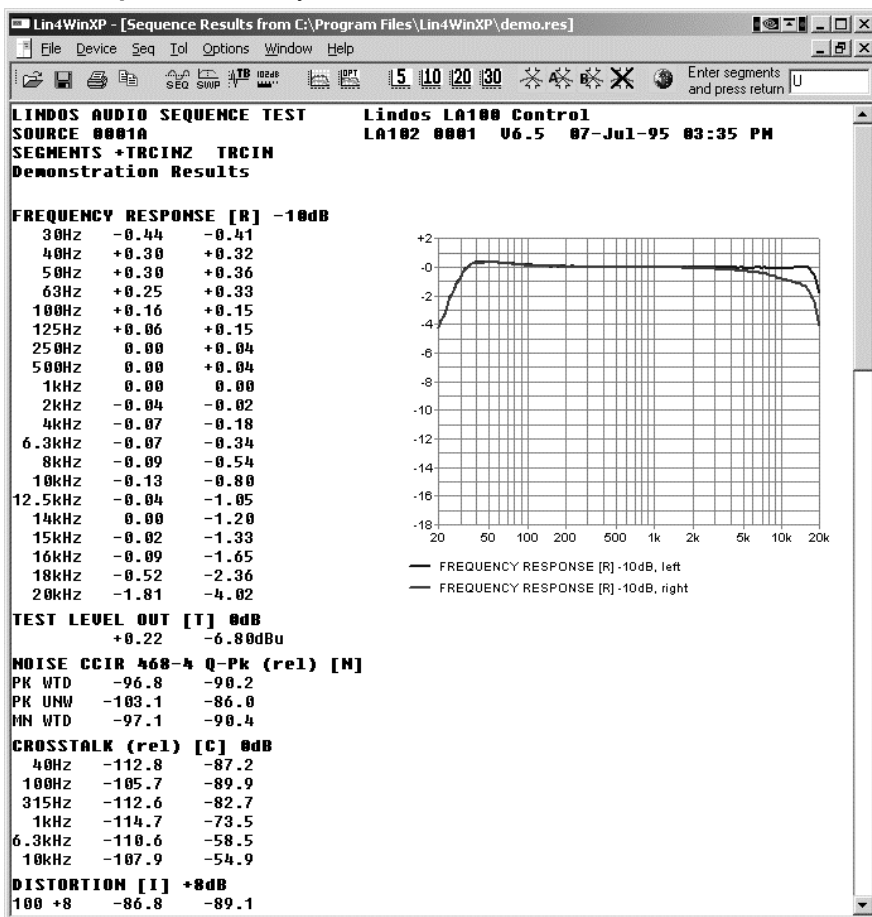 Lin4WinXP - [Sequence Results from C:\Program Files\Lin4WinXP\demo.res]
File Device Seq Tol Options Window Help
SEQ SWP TB 1024B OPT 5 10 20 30 A B Enter segments and press return U
LINDOS AUDIO SEQUENCE TEST Lindos LA100 Control
SOURCE 0001A LA102 0001 V6.5 07-Jul-95 03:35 PM
SEGMENTS +TRCINZ TRCIN
Demonstration Results
FREQUENCY RESPONSE [R] -10dB
30Hz -0.44 -0.41
40Hz +0.30 +0.32
50Hz +0.30 +0.36
63Hz +0.25 +0.33
100Hz +0.16 +0.15
125Hz +0.06 +0.15
250Hz 0.00 +0.04
500Hz 0.00 +0.04
1kHz 0.00 0.00
2kHz -0.04 -0.02
4kHz -0.07 -0.18
6.3kHz -0.07 -0.34
8kHz -0.09 -0.54
10kHz -0.13 -0.80
12.5kHz -0.04 -1.05
14kHz 0.00 -1.20
15kHz -0.02 -1.33
16kHz -0.09 -1.65
18kHz -0.52 -2.36
20kHz -1.81 -4.02
+2
-0
-2
-4
-6
-8
-10
-12
-14
-16
-18
20 50 100 200 500 1k 2k 5k 10k 20k
FREQUENCY RESPONSE [R] -10dB, left
FREQUENCY RESPONSE [R] -10dB, right
TEST LEVEL OUT [T] 0dB
+0.22 -6.80dBu
NOISE CCIR 468-4 Q-Pk (rel) [N]
PK WTD -96.8 -90.2
PK UNW -103.1 -86.0
MN WTD -97.1 -90.4
CROSSTALK (rel) [C] 0dB
40Hz -112.8 -87.2
100Hz -105.7 -89.9
315Hz -112.6 -82.7
1kHz -114.7 -73.5
6.3kHz -110.6 -58.5
10kHz -107.9 -54.9
DISTORTION [I] +8dB
100 +8 -86.8 -89.1